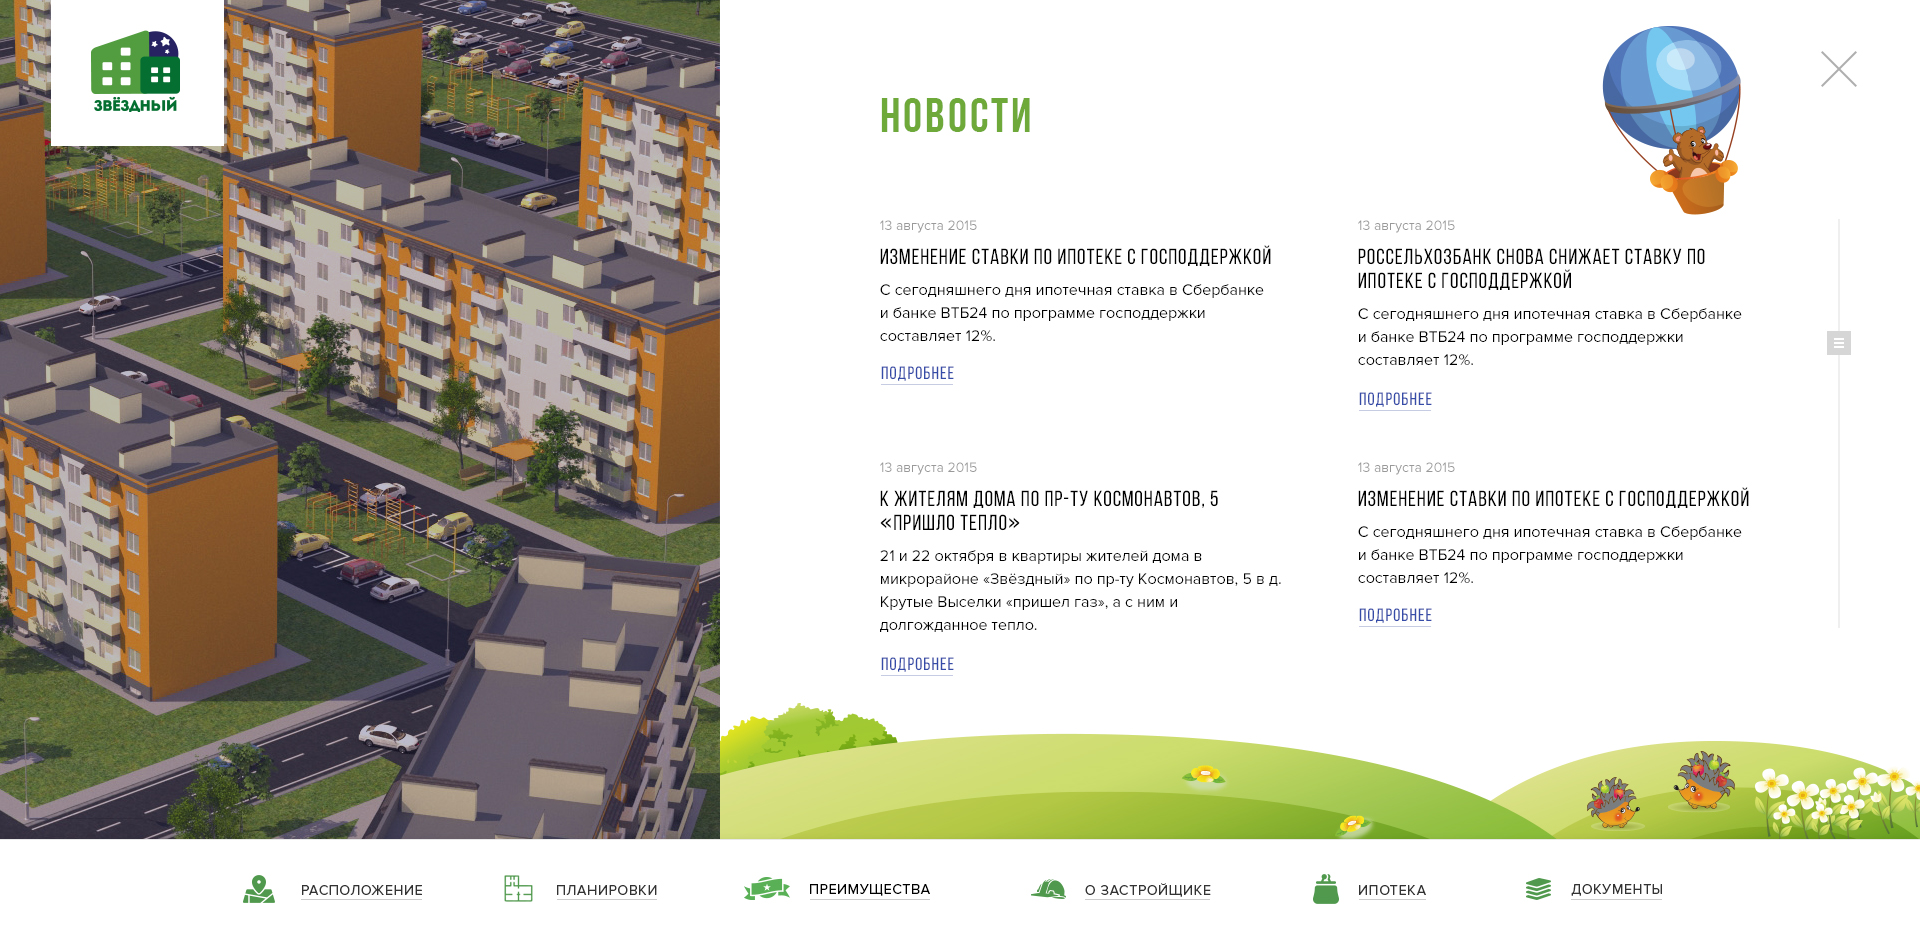 ЗВЁЗДНЫЙ
НОВОСТИ
13 августа 2015
ИЗМЕНЕНИЕ СТАВКИ ПО ИПОТЕКЕ С ГОСПОДДЕРЖКОЙ
С сегодняшнего дня ипотечная ставка в Сбербанке
и банке ВТБ24 по программе господдержки
составляет 12%.
ПОДРОБНЕЕ
13 августа 2015
РОССЕЛЬХОЗБАНК СНОВА СНИЖАЕТ СТАВКУ ПО
ИПОТЕКЕ С ГОСПОДДЕРЖКОЙ
С сегодняшнего дня ипотечная ставка в Сбербанке
и банке ВТБ24 по программе господдержки
составляет 12%.
ПОДРОБНЕЕ
13 августа 2015
К ЖИТЕЛЯМ ДОМА ПО ПР-ТУ КОСМОНАВТОВ, 5
«ПРИШЛО ТЕПЛО»
21 и 22 октября в квартиры жителей дома в
микрорайоне «Звёздный» по пр-ту Космонавтов, 5 в д.
Крутые Выселки «пришел газ», а с ним и
долгожданное тепло.
ПОДРОБНЕЕ
13 августа 2015
ИЗМЕНЕНИЕ СТАВКИ ПО ИПОТЕКЕ С ГОСПОДДЕРЖКОЙ
С сегодняшнего дня ипотечная ставка в Сбербанке
и банке ВТБ24 по программе господдержки
составляет 12%.
ПОДРОБНЕЕ
РАСПОЛОЖЕНИЕ
ПЛАНИРОВКИ
ПРЕИМУЩЕСТВА
О ЗАСТРОЙЩИКЕ
ИПОТЕКА
ДОКУМЕНТЫ